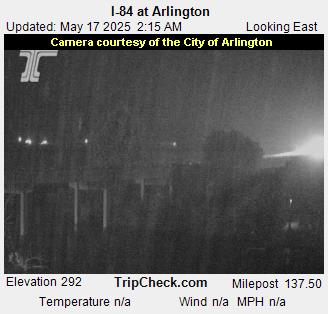 I-84 at Arlington
Updated: May 17 2025 2:15 AM Looking East
Camera courtesy of the City of Arlington
Elevation 292 TripCheck.com Milepost 137.50
Temperature n/a Wind n/a MPH n/a